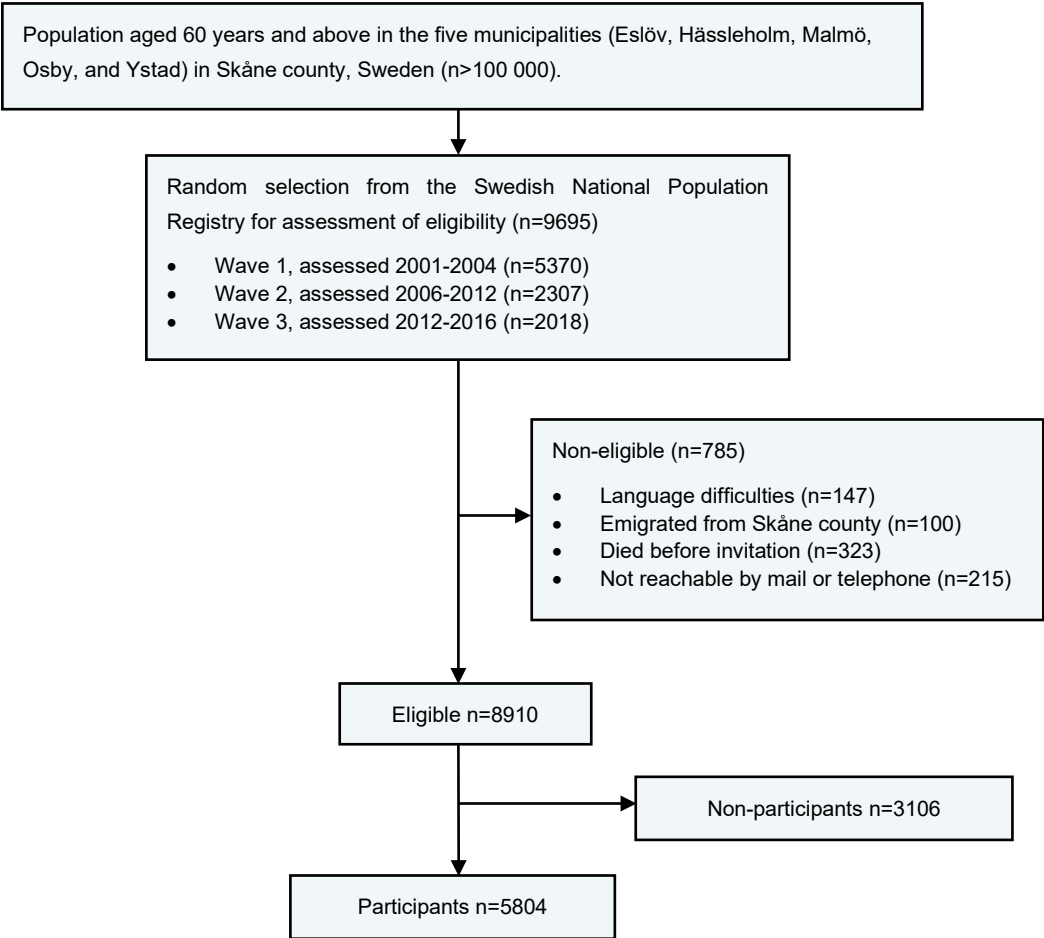 Population aged 60 years and above in the five municipalities (Eslöv, Hässleholm, Malmö,
Osby, and Ystad) in Skåne county, Sweden (n>100 000).
Random selection from the Swedish National Population
Registry for assessment of eligibility (n=9695)
• Wave 1, assessed 2001-2004 (n=5370)
• Wave 2, assessed 2006-2012 (n=2307)
• Wave 3, assessed 2012-2016 (n=2018)
Non-eligible (n=785)
• Language difficulties (n=147)
• Emigrated from Skåne county (n=100)
• Died before invitation (n=323)
• Not reachable by mail or telephone (n=215)
Eligible n=8910
Non-participants n=3106
Participants n=5804